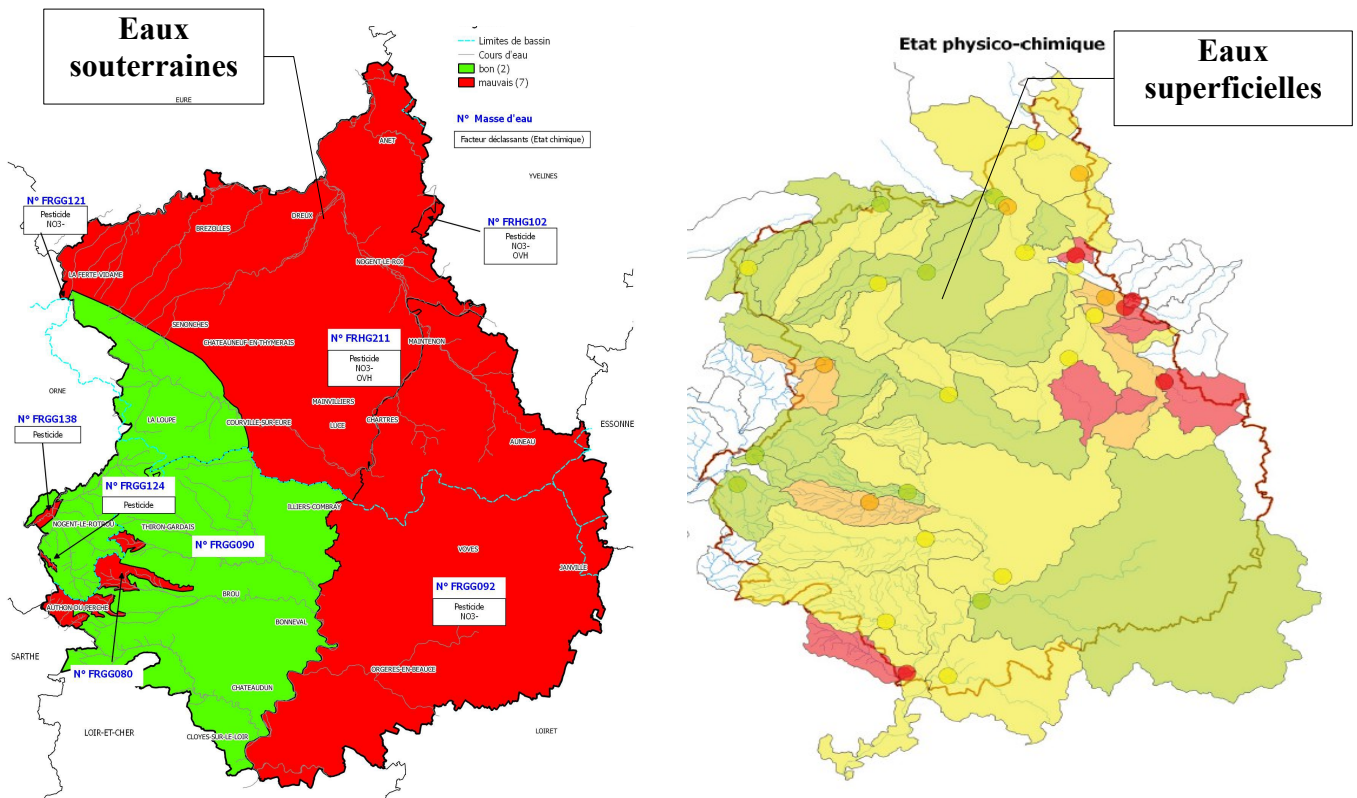 Eaux
souterraines
EURE
Limites de bassin
Cours d'eau
bon (2)
mauvais (7)
N° Masse d'eau
Facteur déclassants (Etat chimique)
ANET
YVELINES
N° FRGG121
Pesticide
NO3-
N° FRHG102
Pesticide
NO3-
OVH
DREUX
BREZOLLES
NOGENT-LE-ROI
LA FERTE-VIDAME
SENONCHES
CHATEAUNEUF-EN-THYMERAIS
N° FRHG211
Pesticide
NO3-
OVH
MAINTENON
ORNE
MAINVILLIERS
LUCE
CHARTRES
LA LOUPE
COURVILLE-SUR-EURE
ESSONNE
AUNEAU
N° FRGG138
Pesticide
N° FRGG124
Pesticide
ILLIERS-COMBRAY
NOGENT-LE-ROTROU
THIRON-GARDAIS
N° FRGG090
VOVES
JANVILLE
N° FRGG092
Pesticide
NO3-
BROU
AUTHON-DU-PERCHE
BONNEVAL
SARTHE
N° FRGG080
ORGERES-EN-BEAUCE
CHATEAUDUN
LOIR-ET-CHER
CLOYES-SUR-LE-LOIR
LOIRET
Etat physico-chimique
Eaux
superficielles